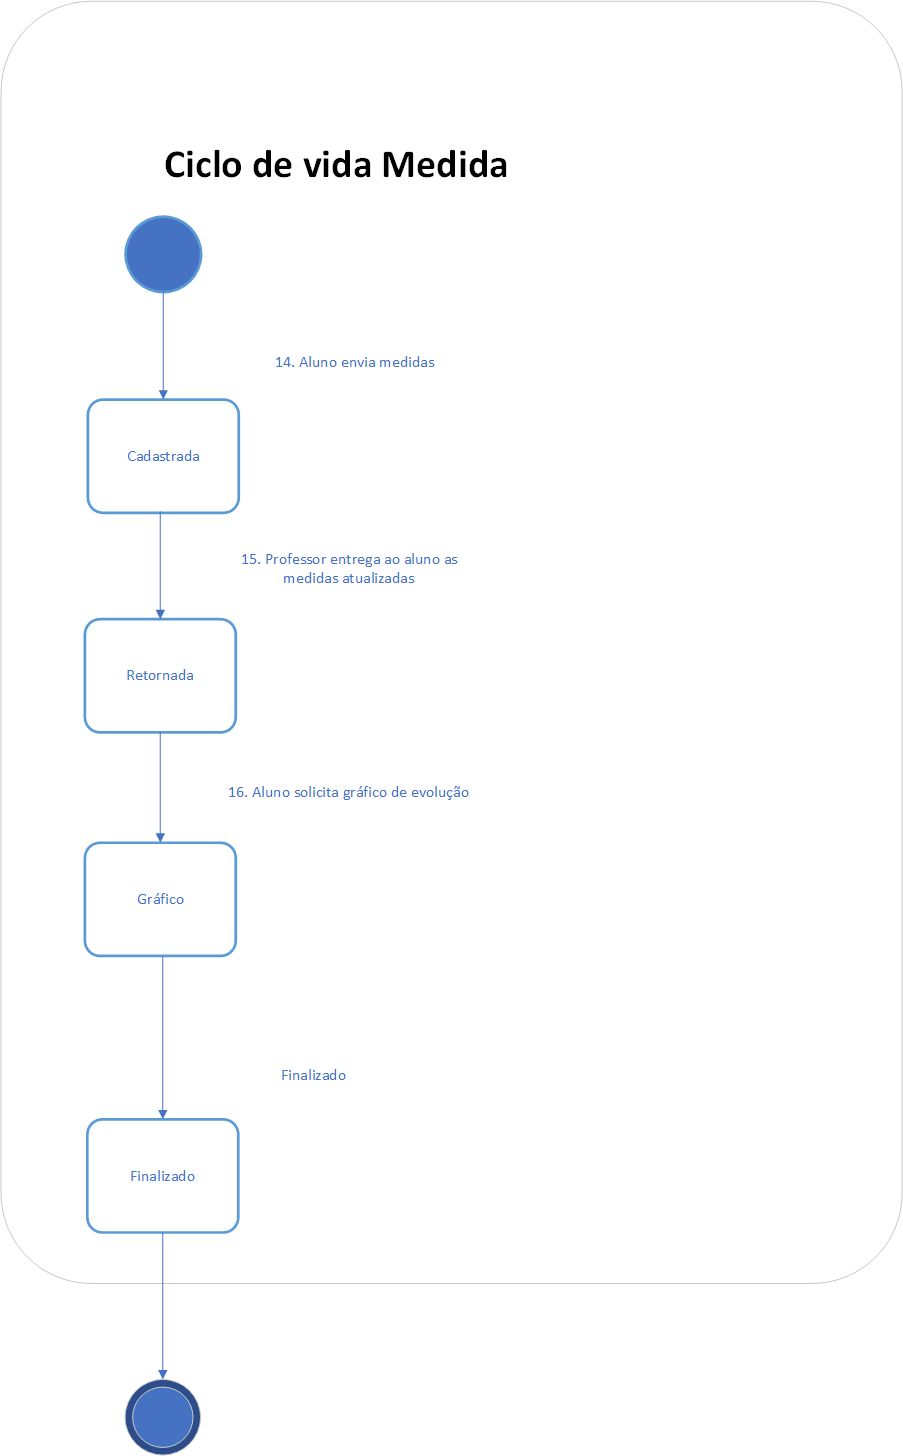 Ciclo de vida Medida
14. Aluno envia medidas
Cadastrada
15. Professor entrega ao aluno as
medidas atualizadas
Retornada
16. Aluno solicita gráfico de evolução
Gráfico
Finalizado
Finalizado